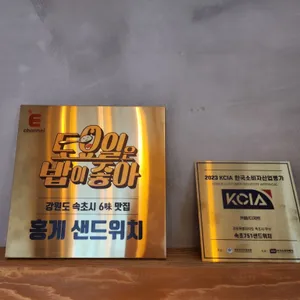 E
channel
토요일은
밥이 좋아
강원도 속초시 6味 맛집
홍게 샌드위치
2023 KCIA 한국소비자산업평가
KCIA
속초761샌드위치